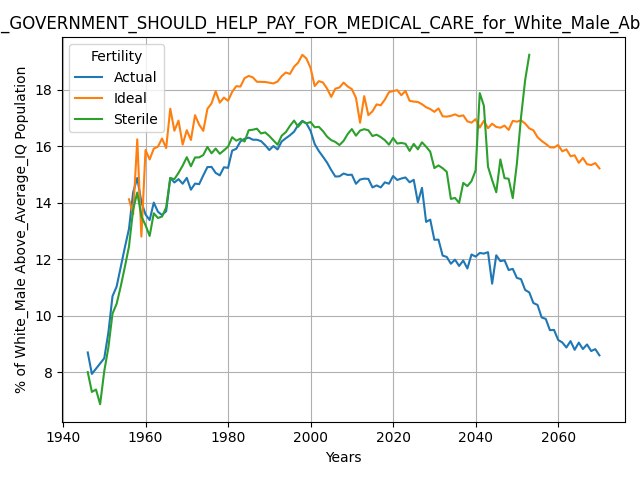 _GOVERNMENT_SHOULD_HELP_PAY_FOR_MEDICAL_CARE_for_White_Male_Ab
Fertility
Actual
Ideal
Sterile
% of White_Male Above_Average_IQ Population
18
16
14
12
10
8
1940 1960 1980 2000 2020 2040 2060
Years